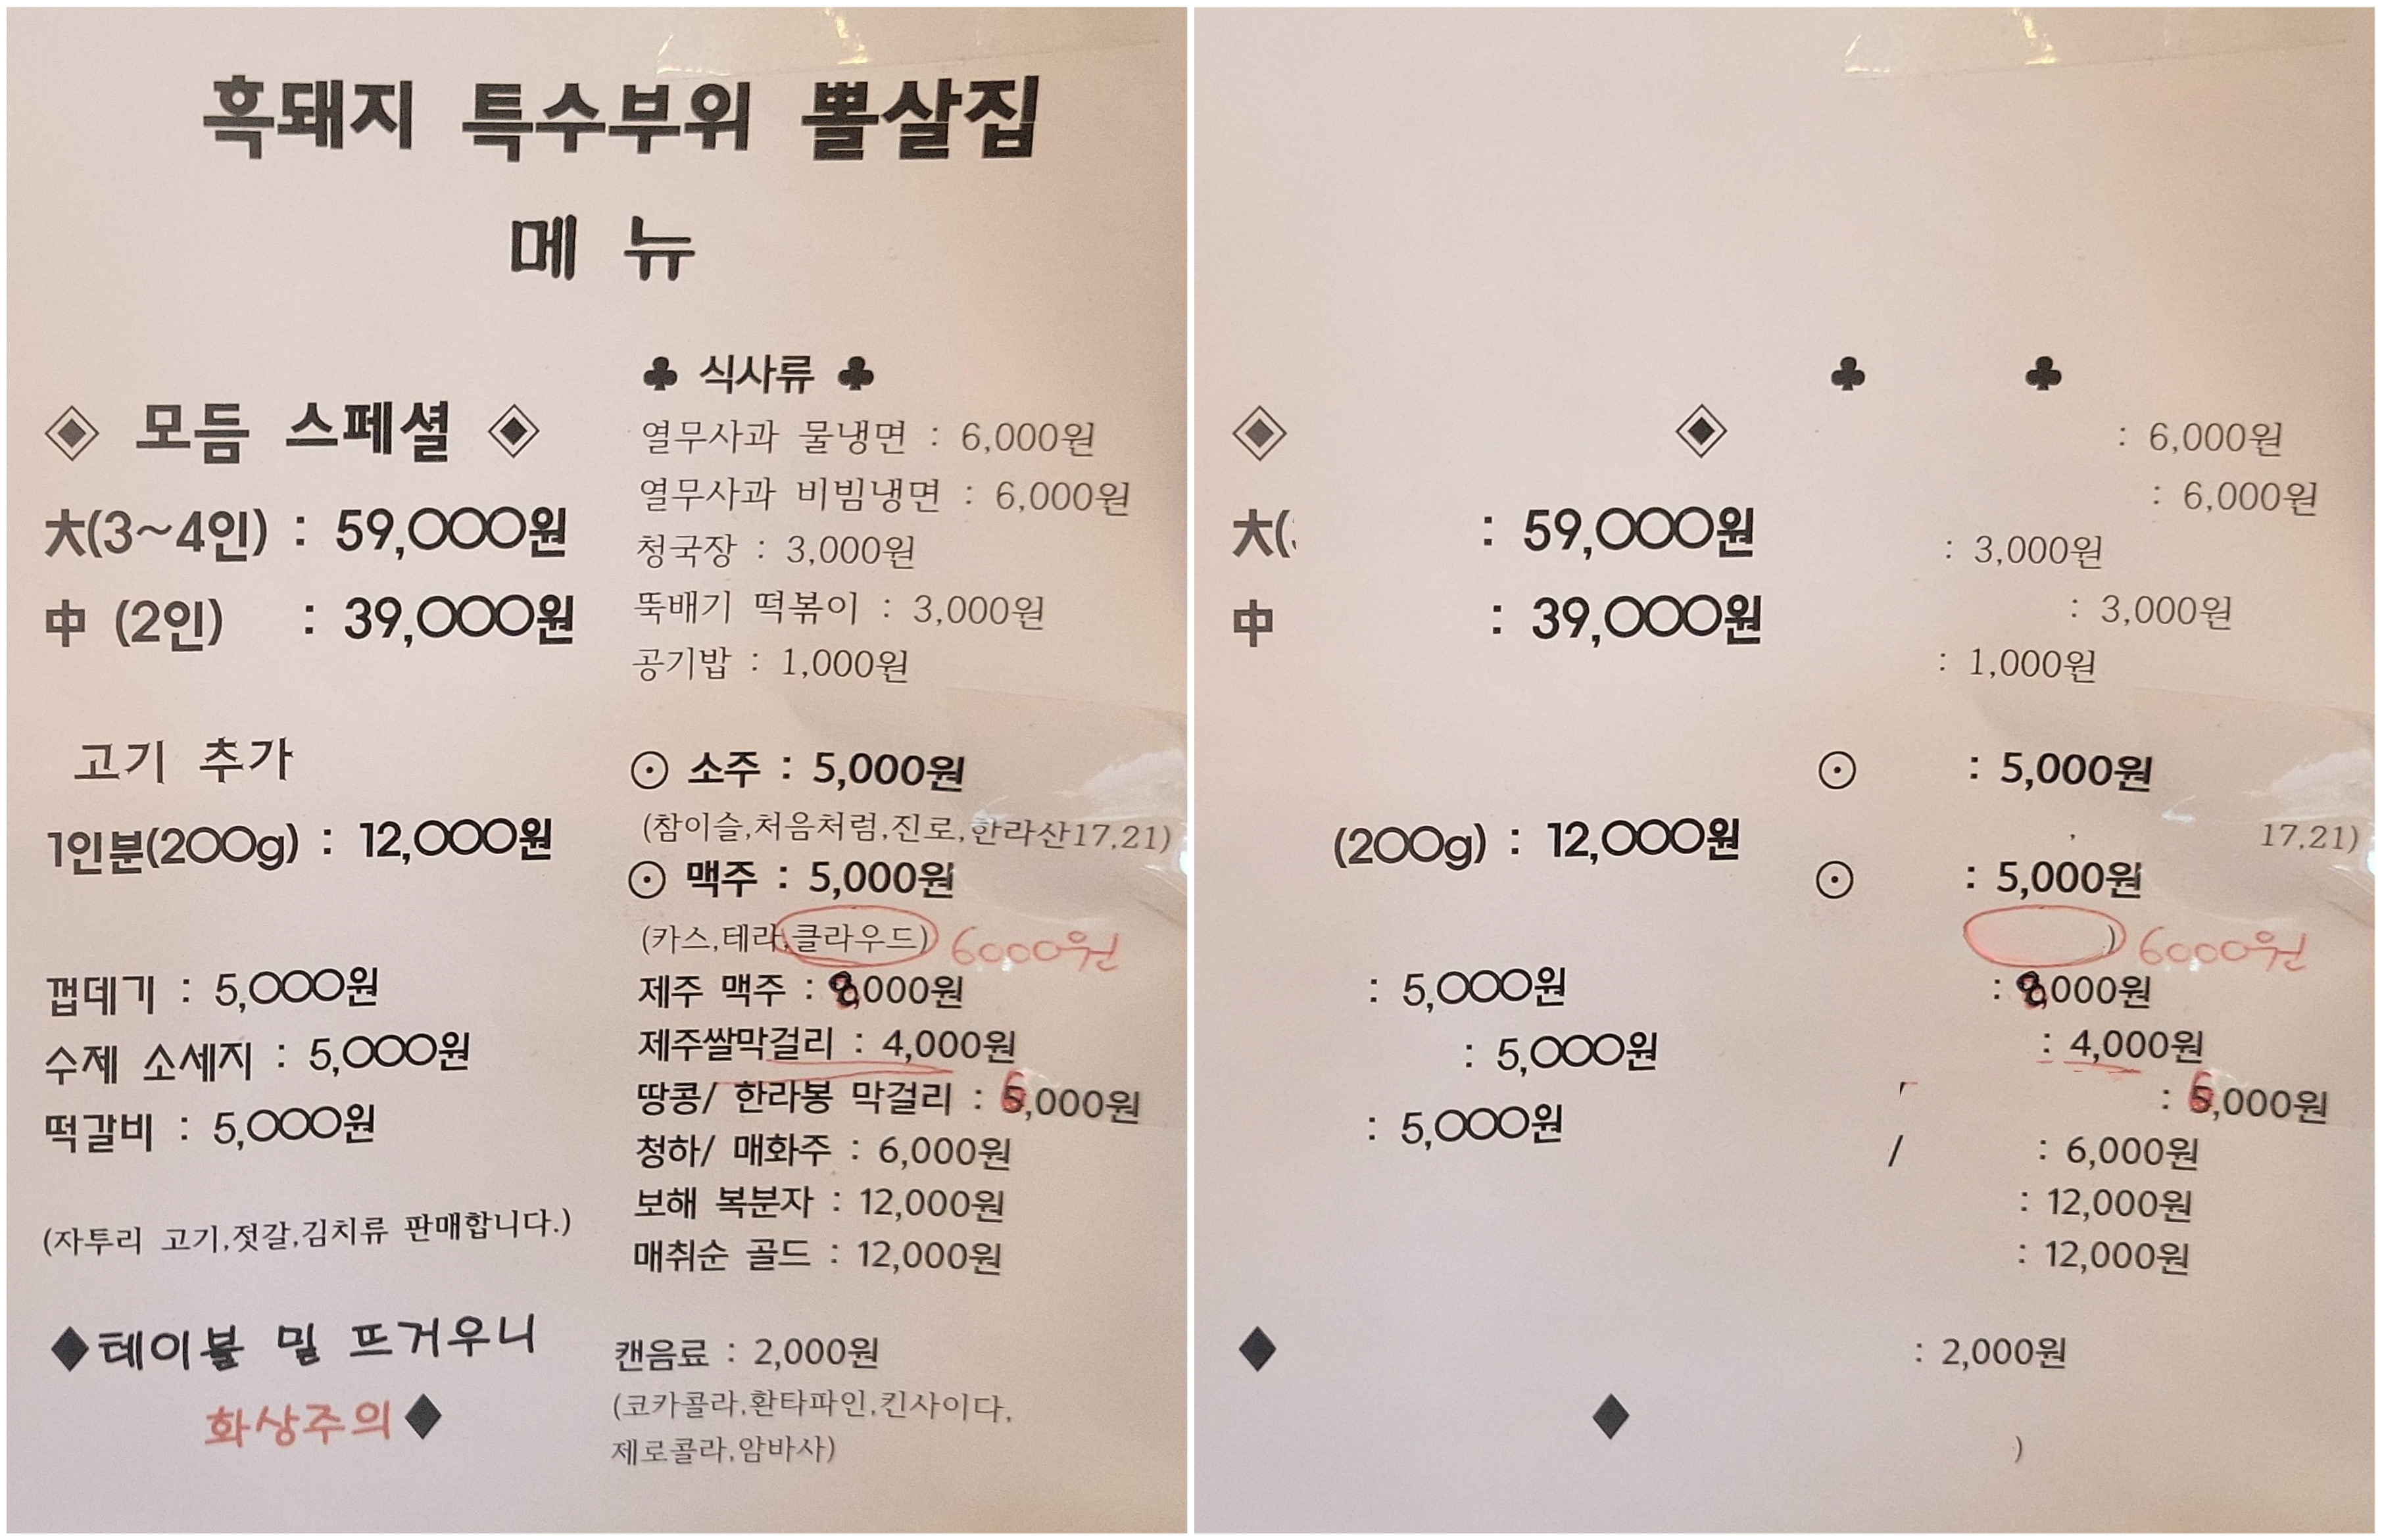 흑돼지 특수부위 뽈살집
메 뉴
◈ 모듬 스페셜 ◈
大(3~4인) : 59,000원
中 (2인) : 39,000원
고기 추가
1인분(200g) : 12,000원
껍데기 : 5,000원
수제 소세지 : 5,000원
떡갈비 : 5,000원
(자투리 고기,젓갈,김치류 판매합니다.)
◆테이블 밑 뜨거우니
화상주의◆
♣ 식사류 ♣
열무사과 물냉면 : 6,000원
열무사과 비빔냉면 : 6,000원
청국장 : 3,000원
뚝배기 떡볶이 : 3,000원
공기밥 : 1,000원
⊙ 소주 : 5,000원
(참이슬,처음처럼,진로,한라산17,21)
⊙ 맥주 : 5,000원
(카스,테라,클라우드) 6000원
제주 맥주 : 8,000원
제주쌀막걸리 : 4,000원
땅콩/ 한라봉 막걸리 : 6,000원
청하/ 매화주 : 6,000원
보해 복분자 : 12,000원
매취순 골드 : 12,000원
캔음료 : 2,000원
(코카콜라,환타파인,킨사이다,
제로콜라,암바사)
◈ ◈
大(
: 59,000원
中 : 39,000원
(200g) : 12,000원
: 5,000원
: 5,000원
: 5,000원
◆
◆
♣ ♣
: 6,000원
: 6,000원
: 3,000원
: 3,000원
: 1,000원
⊙ : 5,000원
, 17,21)
⊙ : 5,000원
) 6000원
: 8,000원
: 4,000원
: 6,000원
/ : 6,000원
: 12,000원
: 12,000원
: 2,000원
)